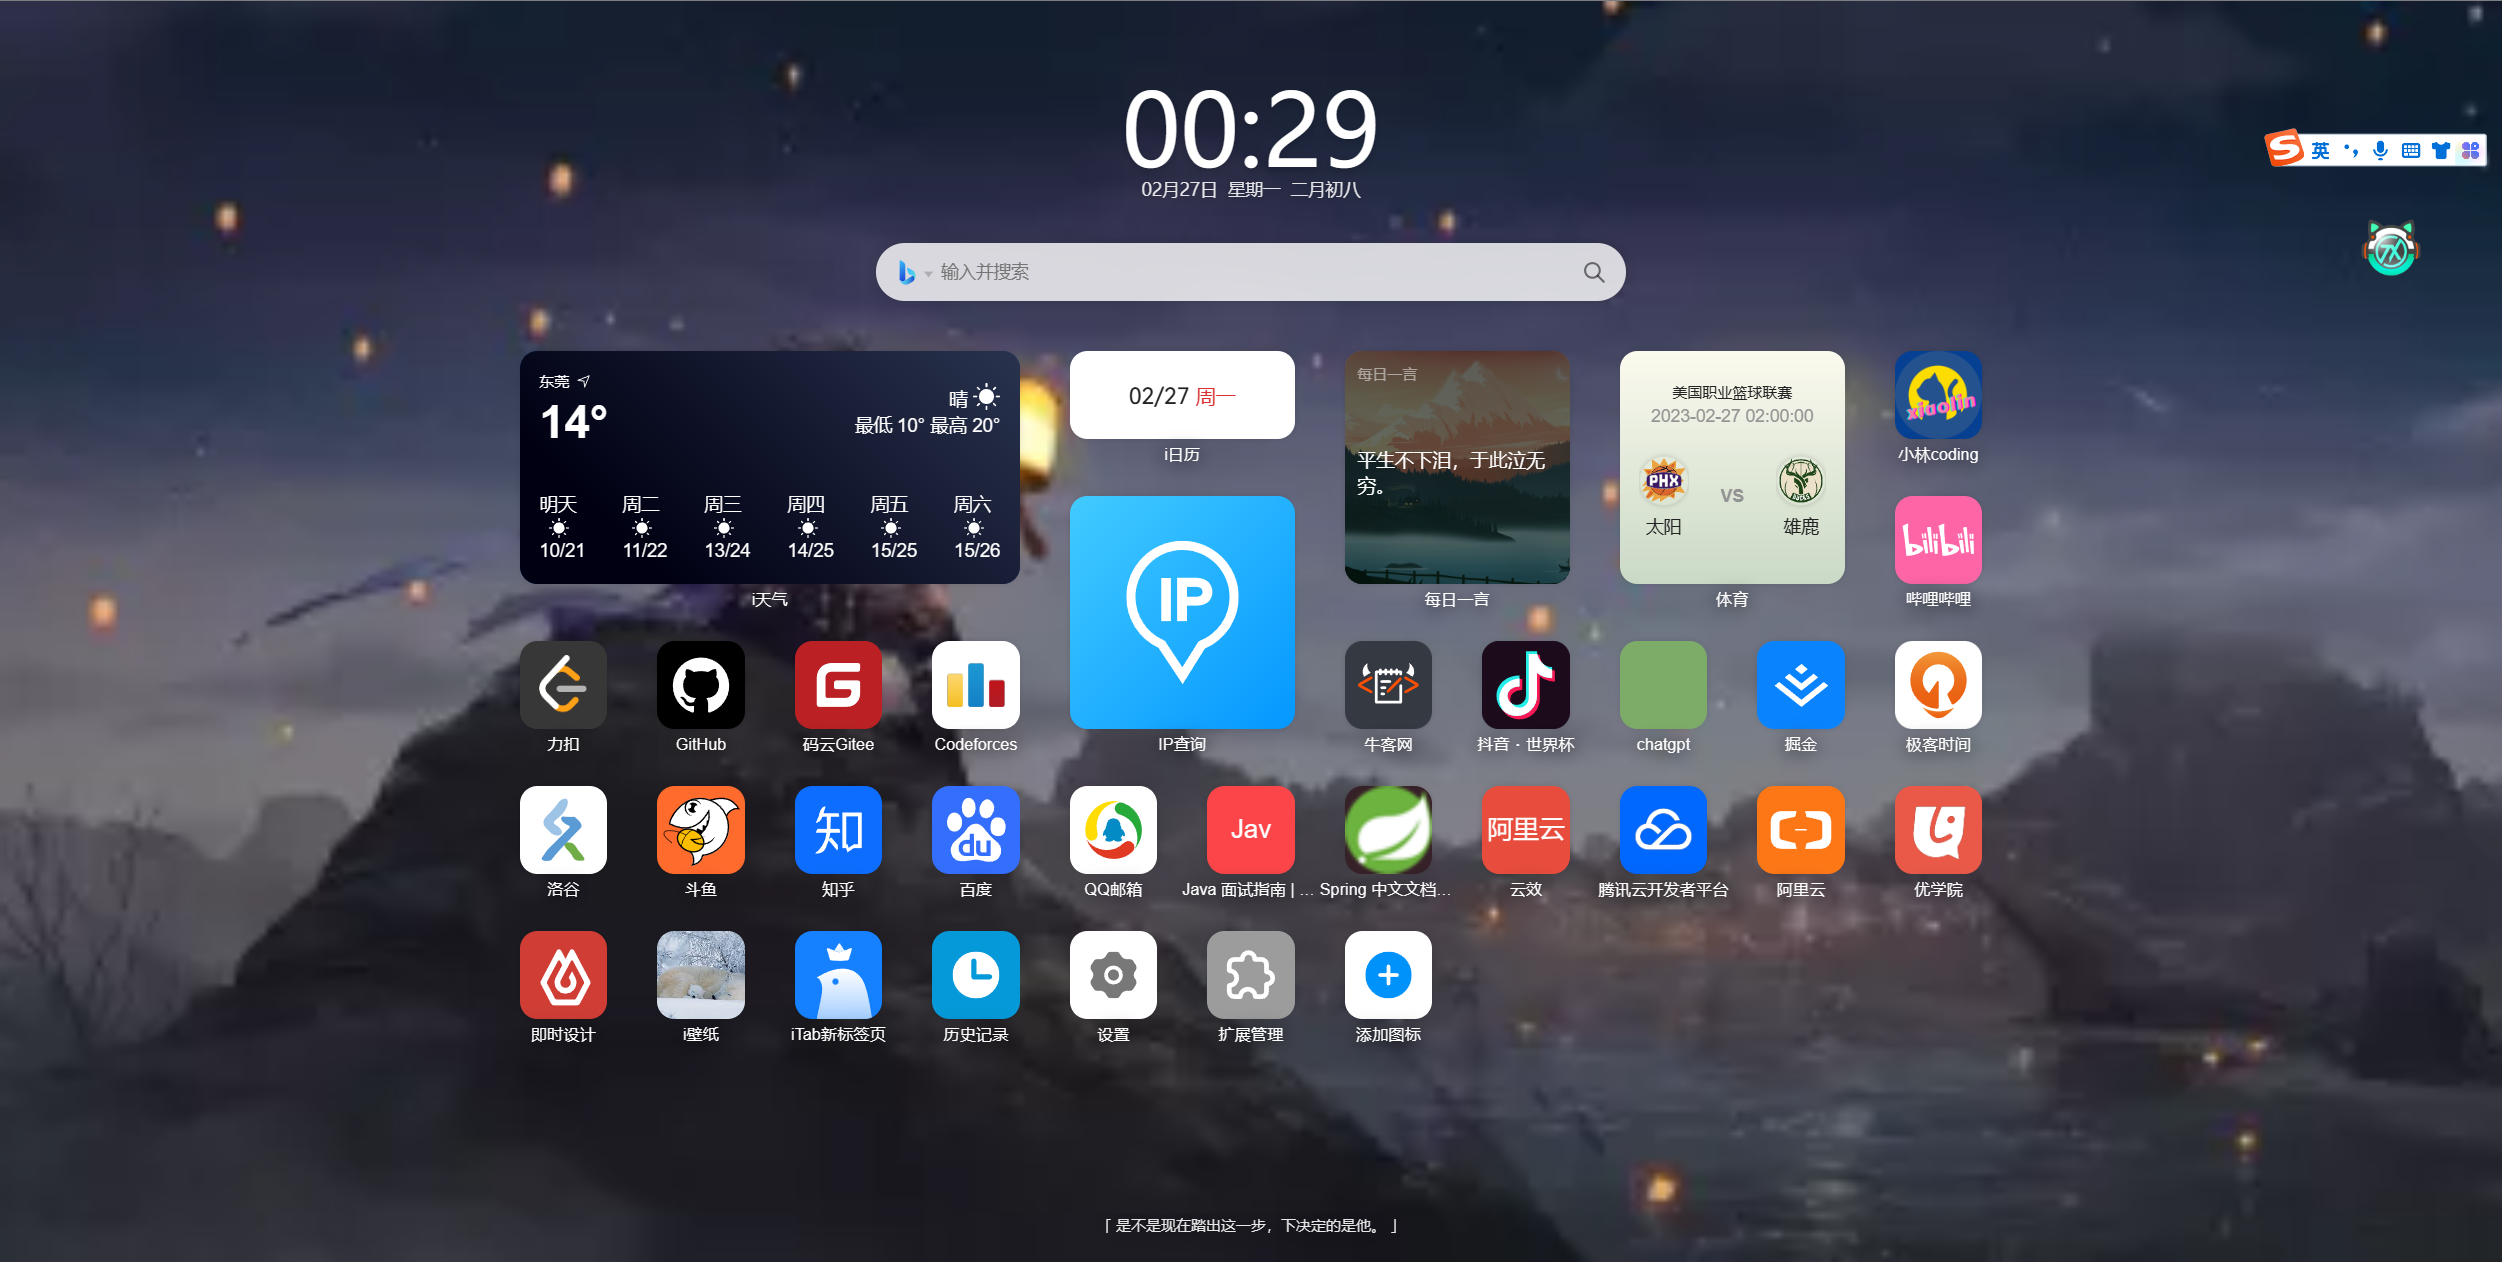 00:29
02月27日 星期一 二月初八
英
输入并搜索
东莞
14°
晴
最低 10° 最高 20°
明天 周二 周三 周四 周五 周六
10/21 11/22 13/24 14/25 15/25 15/26
i天气
02/27 周一
i日历
IP
IP查询
每日一言
平生不下泪，于此泣无
穷。
每日一言
美国职业篮球联赛
2023-02-27 02:00:00
PHX
VS
BUCKS
太阳 雄鹿
体育
xiaolin
小林coding
bilibili
哔哩哔哩
力扣 GitHub 码云Gitee Codeforces 牛客网 抖音·世界杯 chatgpt 掘金 极客时间
知 du Jav 阿里云
洛谷 斗鱼 知乎 百度 QQ邮箱 Java 面试指南 | ... Spring 中文文档... 云效 腾讯云开发者平台 阿里云 优学院
即时设计 i壁纸 iTab新标签页 历史记录 设置 扩展管理 添加图标
「 是不是现在踏出这一步，下决定的是他。 」